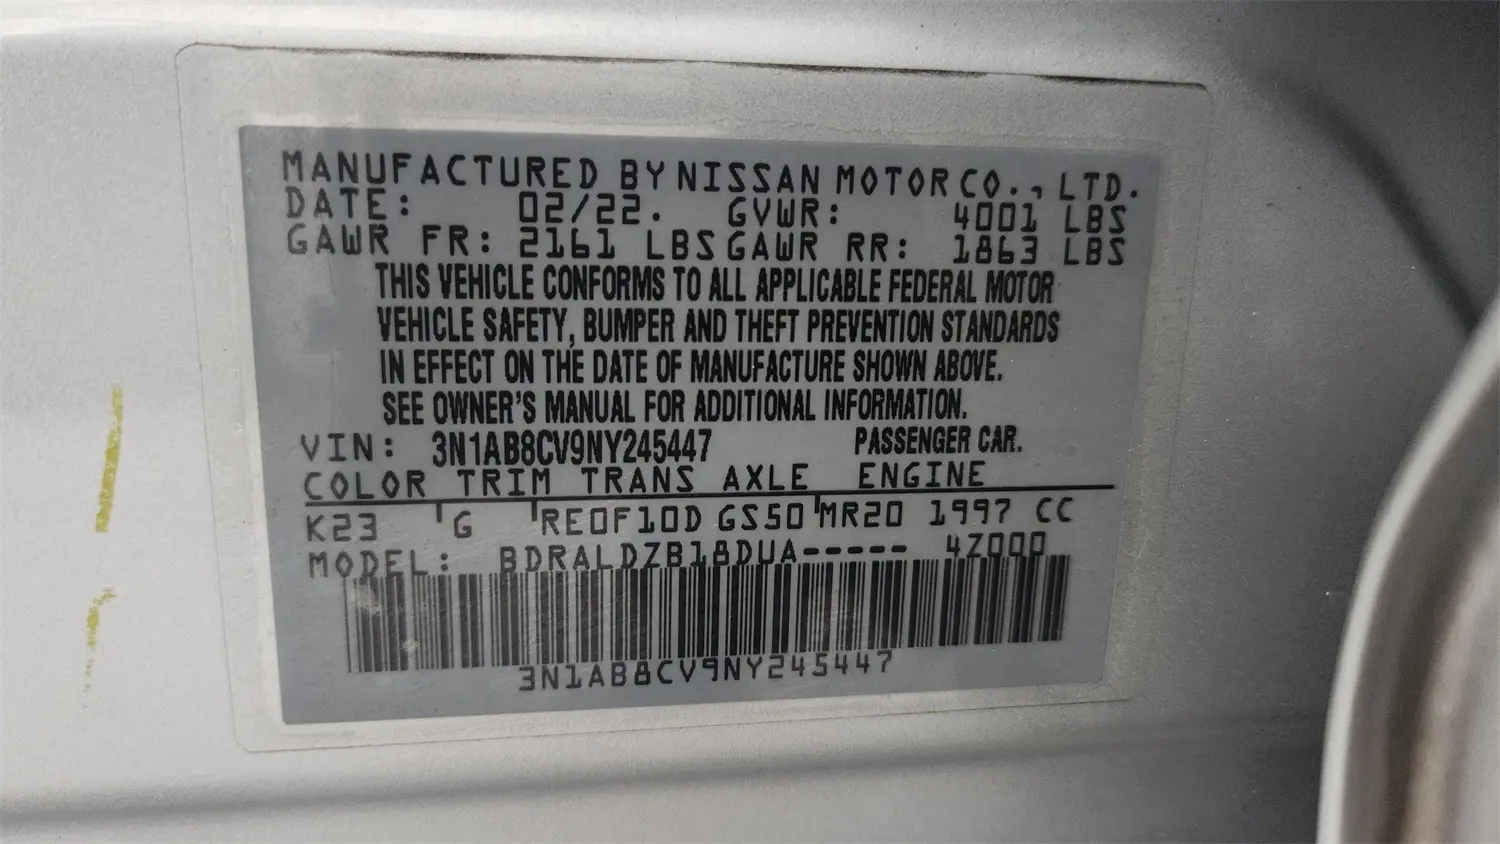 MANUFACTURED BY NISSAN MOTOR CO., LTD.
DATE: 02/22. GVWR: 4001 LBS
GAWR FR: 2161 LBS GAWR RR: 1863 LBS
THIS VEHICLE CONFORMS TO ALL APPLICABLE FEDERAL MOTOR
VEHICLE SAFETY, BUMPER AND THEFT PREVENTION STANDARDS
IN EFFECT ON THE DATE OF MANUFACTURE SHOWN ABOVE.
SEE OWNER'S MANUAL FOR ADDITIONAL INFORMATION.
VIN: 3N1AB8CV9NY245447 PASSENGER CAR.
COLOR TRIM TRANS AXLE ENGINE
K23 G RE0F10D GS50 MR20 1997 CC
MODEL: BDRALDZB18DUA----- 4Z000
3N1AB8CV9NY245447